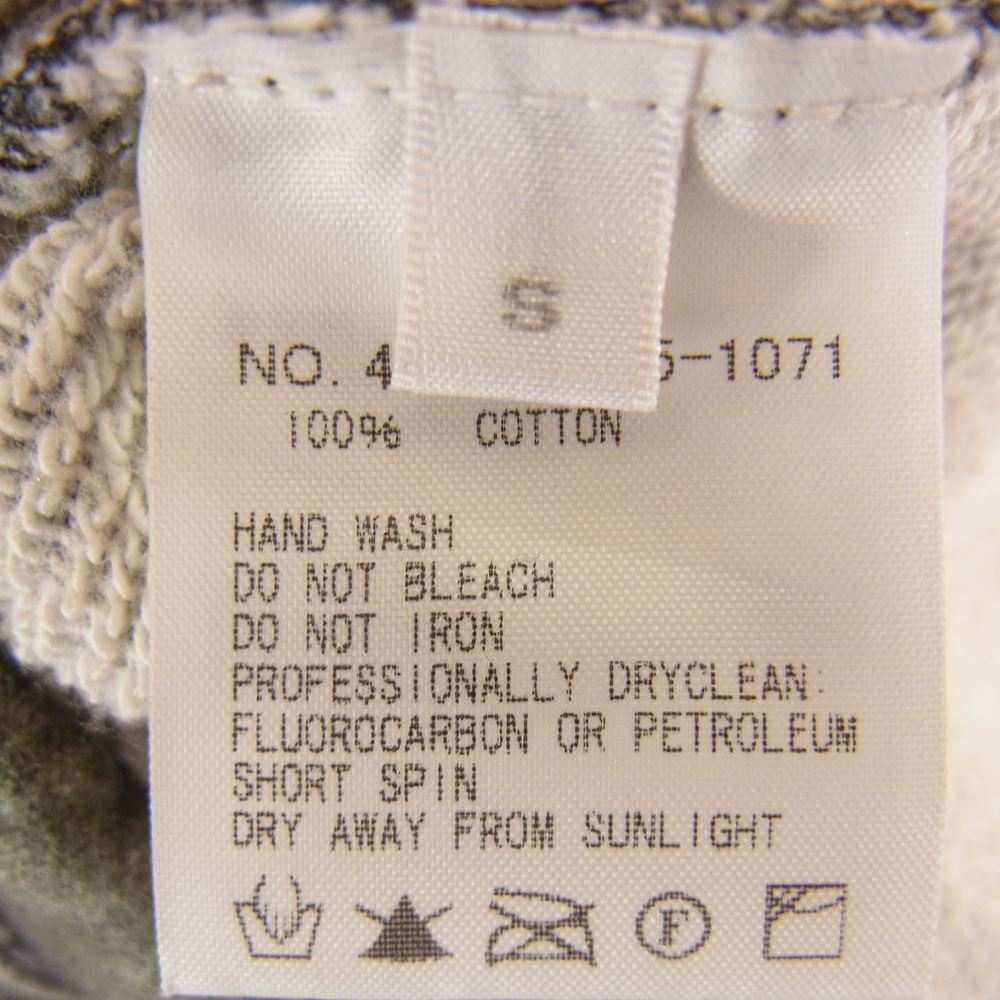 S
NO. 4 5-1071
100% COTTON
HAND WASH
DO NOT BLEACH
DO NOT IRON
PROFESSIONALLY DRYCLEAN:
FLUOROCARBON OR PETROLEUM
SHORT SPIN
DRY AWAY FROM SUNLIGHT
F